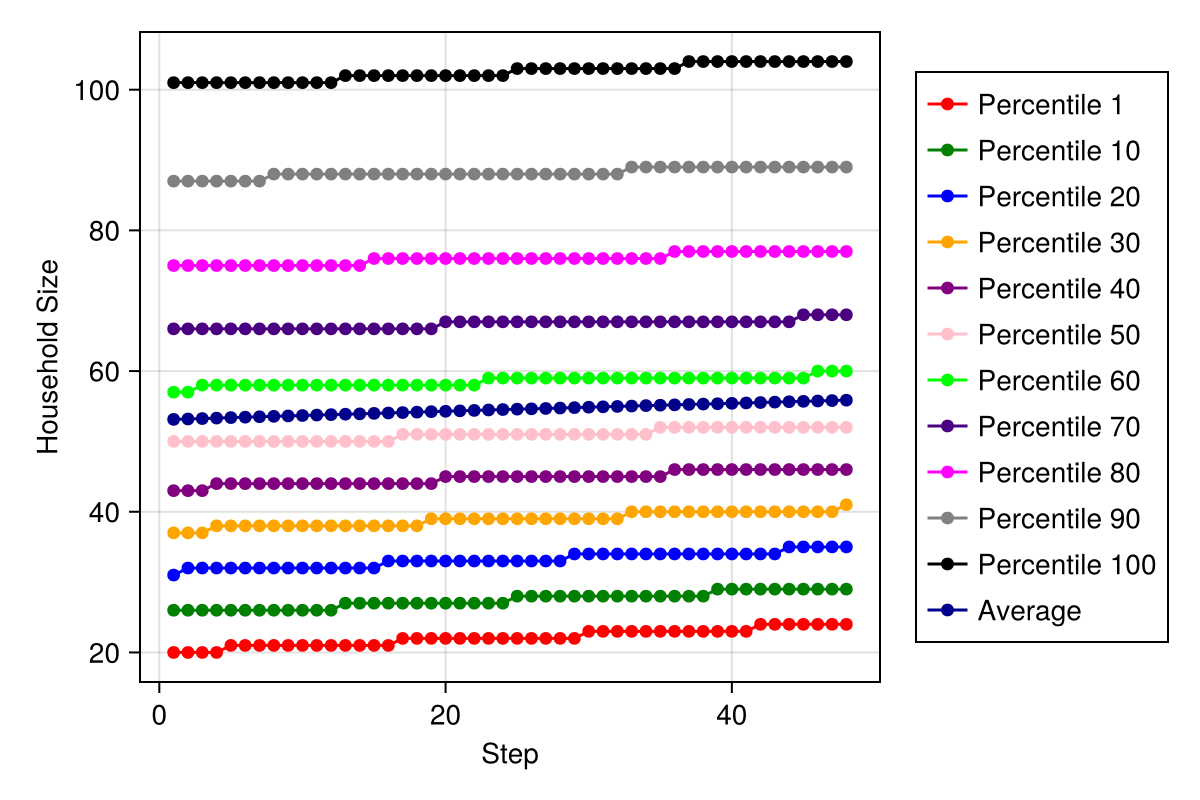 100
80
60
40
20
Household Size
0
20
40
Step
Percentile 1
Percentile 10
Percentile 20
Percentile 30
Percentile 40
Percentile 50
Percentile 60
Percentile 70
Percentile 80
Percentile 90
Percentile 100
Average